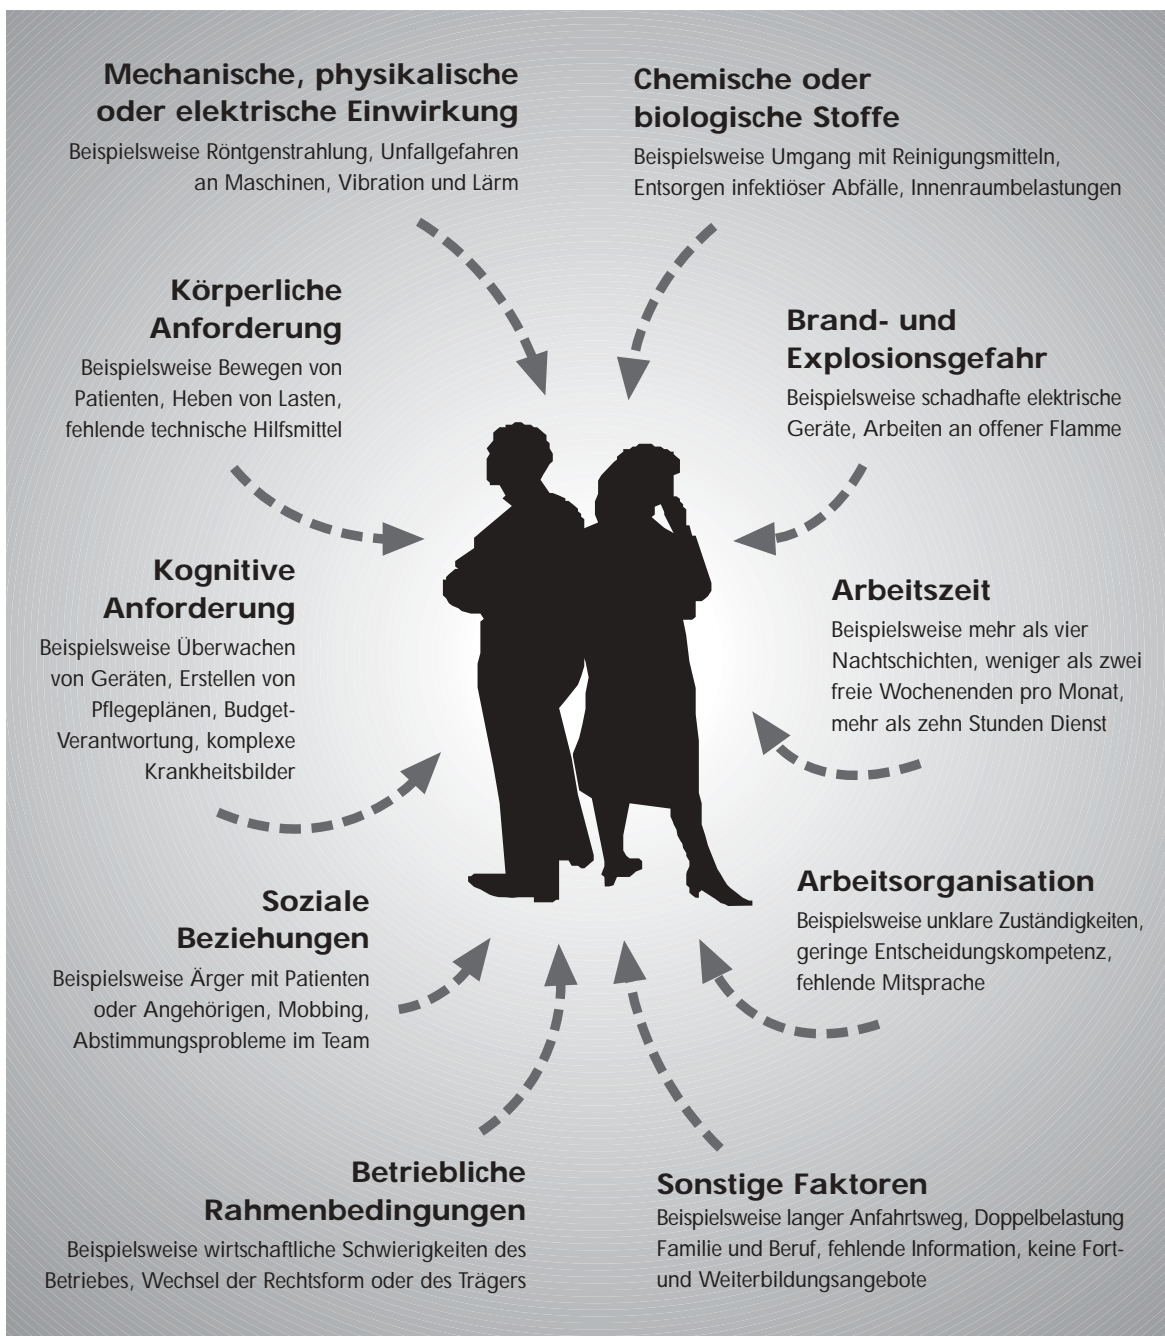 Mechanische, physikalische
oder elektrische Einwirkung
Beispielsweise Röntgenstrahlung, Unfallgefahren
an Maschinen, Vibration und Lärm
Chemische oder
biologische Stoffe
Beispielsweise Umgang mit Reinigungsmitteln,
Entsorgen infektiöser Abfälle, Innenraumbelastungen
Körperliche
Anforderung
Beispielsweise Bewegen von
Patienten, Heben von Lasten,
fehlende technische Hilfsmittel
Brand- und
Explosionsgefahr
Beispielsweise schadhafte elektrische
Geräte, Arbeiten an offener Flamme
Kognitive
Anforderung
Beispielsweise Überwachen
von Geräten, Erstellen von
Pflegeplänen, Budget-
Verantwortung, komplexe
Krankheitsbilder
Arbeitszeit
Beispielsweise mehr als vier
Nachtschichten, weniger als zwei
freie Wochenenden pro Monat,
mehr als zehn Stunden Dienst
Soziale
Beziehungen
Beispielsweise Ärger mit Patienten
oder Angehörigen, Mobbing,
Abstimmungsprobleme im Team
Arbeitsorganisation
Beispielsweise unklare Zuständigkeiten,
geringe Entscheidungskompetenz,
fehlende Mitsprache
Betriebliche
Rahmenbedingungen
Beispielsweise wirtschaftliche Schwierigkeiten des
Betriebes, Wechsel der Rechtsform oder des Trägers
Sonstige Faktoren
Beispielsweise langer Anfahrtsweg, Doppelbelastung
Familie und Beruf, fehlende Information, keine Fort-
und Weiterbildungsangebote